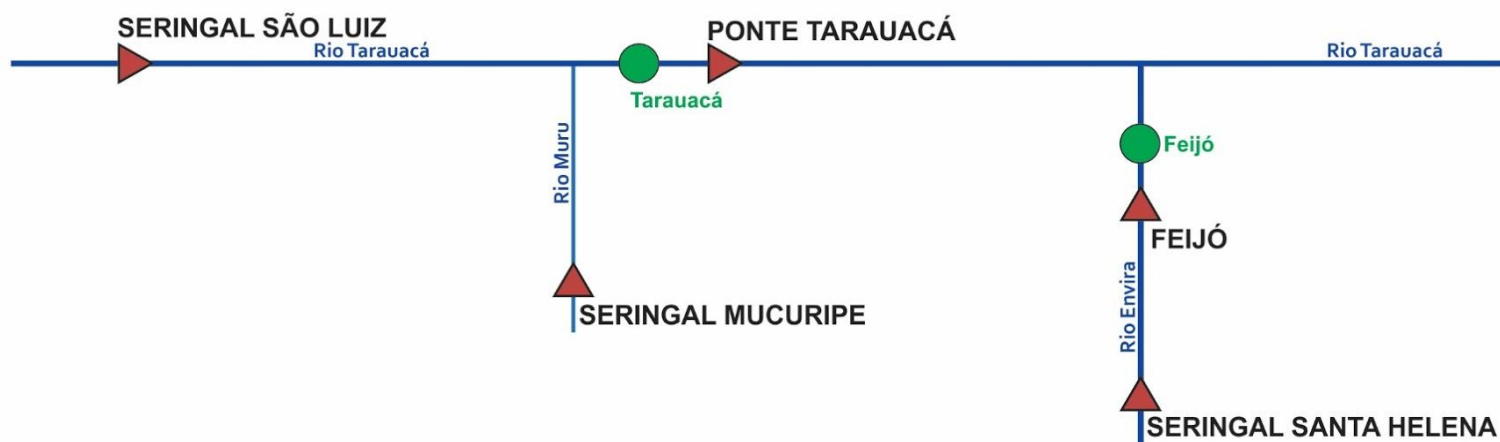 SERINGAL SÃO LUIZ
PONTE TARAUACÁ
Rio Tarauacá
Rio Tarauacá
Tarauacá
Rio Muru
Feijó
FEIJÓ
Rio Envira
SERINGAL MUCURIPE
SERINGAL SANTA HELENA